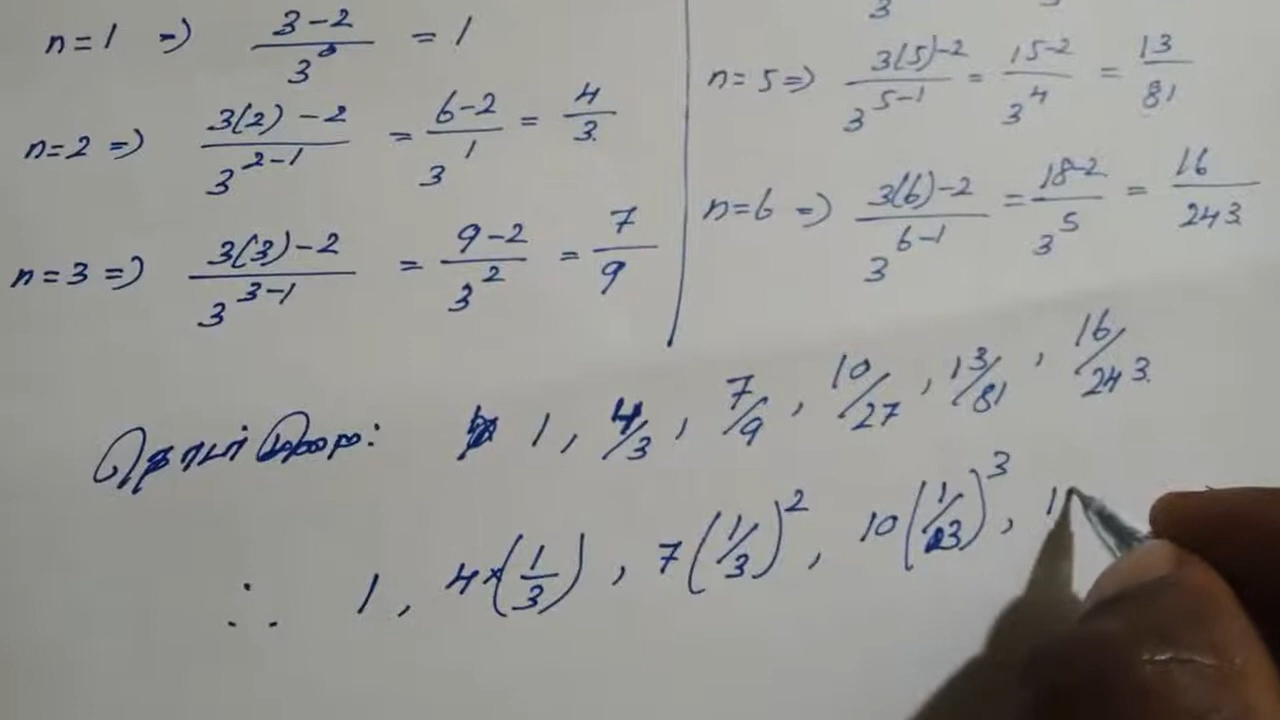 n=1 => 3-2/3^0 = 1
n=2 => 3(2)-2/3^(2-1) = 6-2/3^1 = 4/3
n=3 => 3(3)-2/3^(3-1) = 9-2/3^2 = 7/9
n=5 => 3(5)-2/3^(5-1) = 15-2/3^4 = 13/81
n=6 => 3(6)-2/3^(6-1) = 18-2/3^5 = 16/243
1, 4/3, 7/9, 10/27, 13/81, 16/243.
∴ 1, 4×(1/3), 7(1/3)^2, 10(1/3)^3, 1